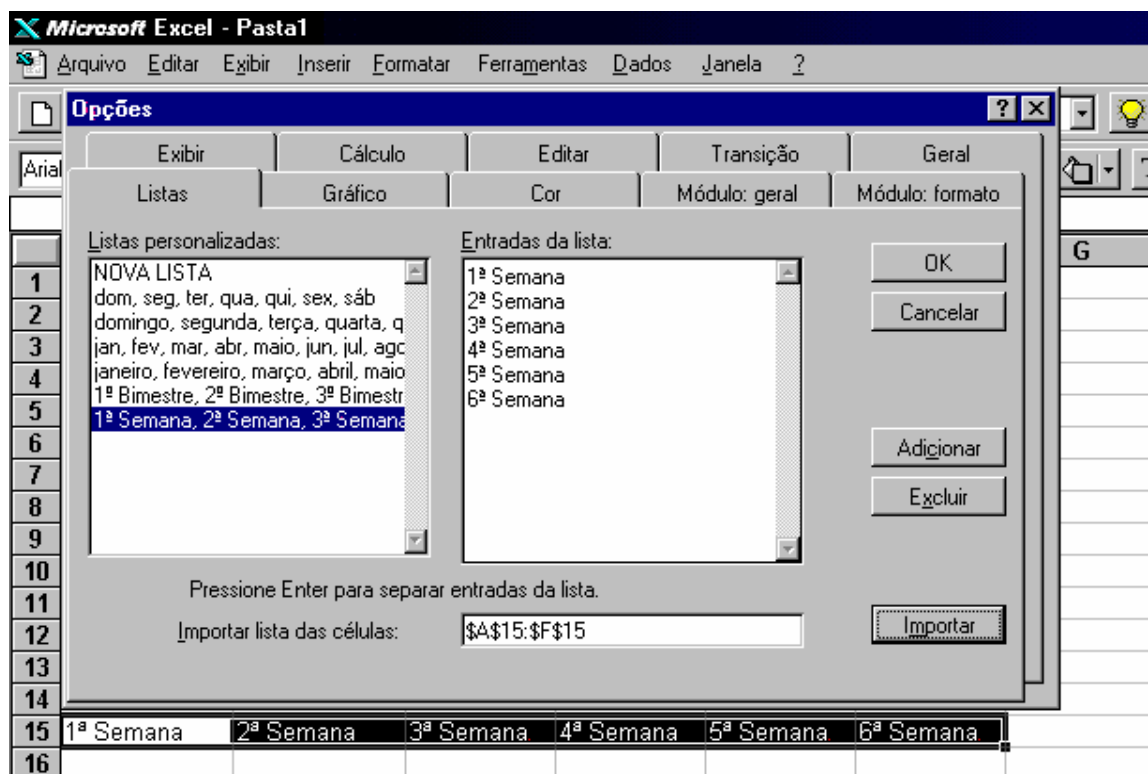 Microsoft Excel - Pasta1
Arquivo Editar Exibir Inserir Formatar Ferramentas Dados Janela ?
Opções ?
Arial
Exibir Cálculo Editar Transição Geral
Listas Gráfico Cor Módulo: geral Módulo: formato
Listas personalizadas:
NOVA LISTA
dom, seg, ter, qua, qui, sex, sáb
domingo, segunda, terça, quarta, q
jan, fev, mar, abr, maio, jun, jul, ago
janeiro, fevereiro, março, abril, maio
1º Bimestre, 2º Bimestre, 3º Bimestr
1ª Semana, 2ª Semana, 3ª Semana
Entradas da lista:
1ª Semana
2ª Semana
3ª Semana
4ª Semana
5ª Semana
6ª Semana
OK
Cancelar
Adicionar
Excluir
Pressione Enter para separar entradas da lista.
Importar lista das células: $A$15:$F$15 Importar
G
1
2
3
4
5
6
7
8
9
10
11
12
13
14
15 1ª Semana 2ª Semana 3ª Semana 4ª Semana 5ª Semana 6ª Semana
16